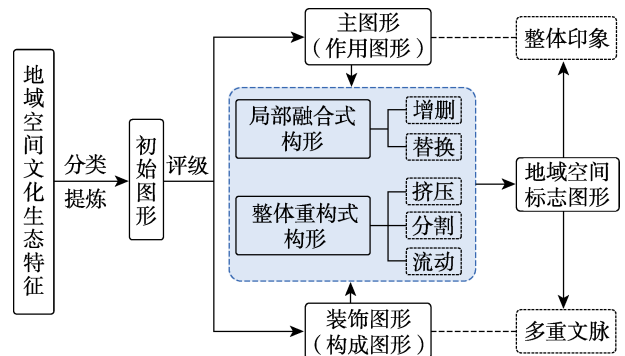 地域空间文化生态特征
分类
提炼
初始图形
评级
主图形
(作用图形)
局部融合式
构形
增删
替换
整体重构式
构形
挤压
分割
流动
装饰图形
(构成图形)
整体印象
地域空间
标志图形
多重文脉